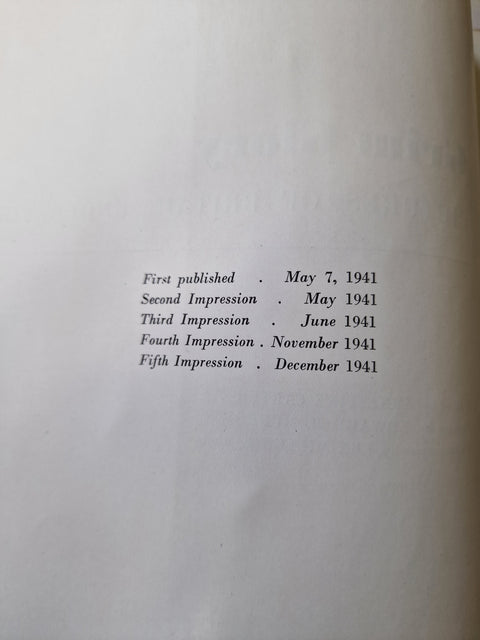 First published . May 7, 1941
Second Impression . May 1941
Third Impression . June 1941
Fourth Impression . November 1941
Fifth Impression . December 1941